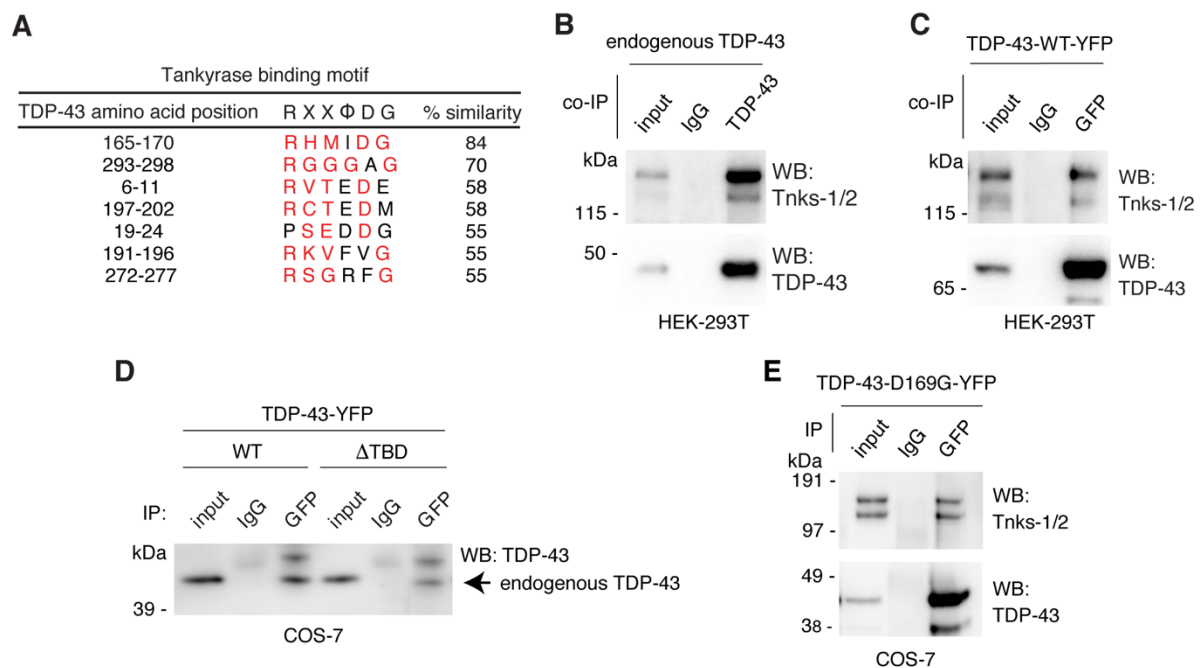 A
Tankyrase binding motif
TDP-43 amino acid position R X X Φ D G % similarity
165-170 R H M I D G 84
293-298 R G G G A G 70
6-11 R V T E D E 58
197-202 R C T E D M 58
19-24 P S E D D G 55
191-196 R K V F V G 55
272-277 R S G R F G 55
B
endogenous TDP-43
co-IP input IgG TDP-43
kDa
115 -
WB:
Tnks-1/2
50 -
WB:
TDP-43
HEK-293T
C
TDP-43-WT-YFP
co-IP input IgG GFP
kDa
115 -
WB:
Tnks-1/2
65 -
WB:
TDP-43
HEK-293T
D
TDP-43-YFP
WT ΔTBD
IP: input IgG GFP input IgG GFP
kDa
WB: TDP-43
endogenous TDP-43
39 -
COS-7
E
TDP-43-D169G-YFP
IP input IgG GFP
kDa
191 -
WB:
Tnks-1/2
97 -
49 -
WB:
TDP-43
38 -
COS-7